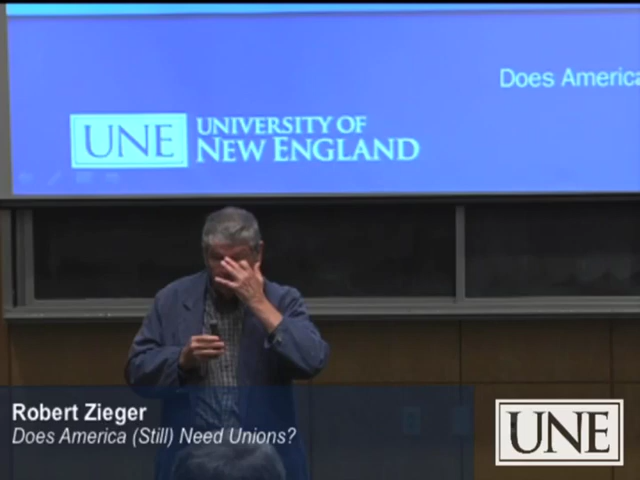 Does America
UNE
UNIVERSITY OF
NEW ENGLAND
Robert Zieger
Does America (Still) Need Unions?
UNE